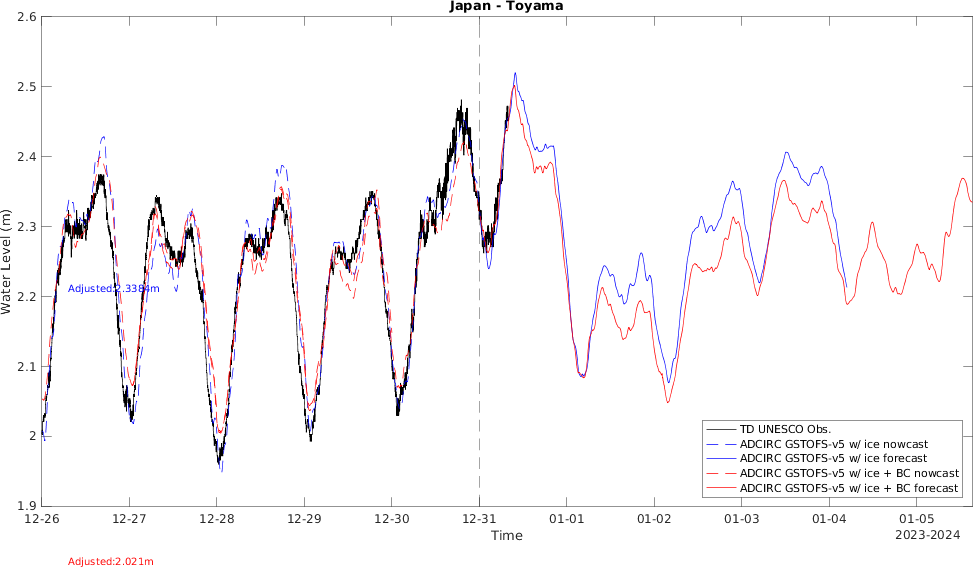 Japan - Toyama
2.6
2.5
2.4
2.3
2.2
2.1
2
1.9
Water Level (m)
Adjusted:2.3384m
TD UNESCO Obs.
ADCIRC GSTOFS-v5 w/ ice nowcast
ADCIRC GSTOFS-v5 w/ ice forecast
ADCIRC GSTOFS-v5 w/ ice + BC nowcast
ADCIRC GSTOFS-v5 w/ ice + BC forecast
12-26 12-27 12-28 12-29 12-30 12-31 01-01 01-02 01-03 01-04 01-05
Time
2023-2024
Adjusted:2.021m